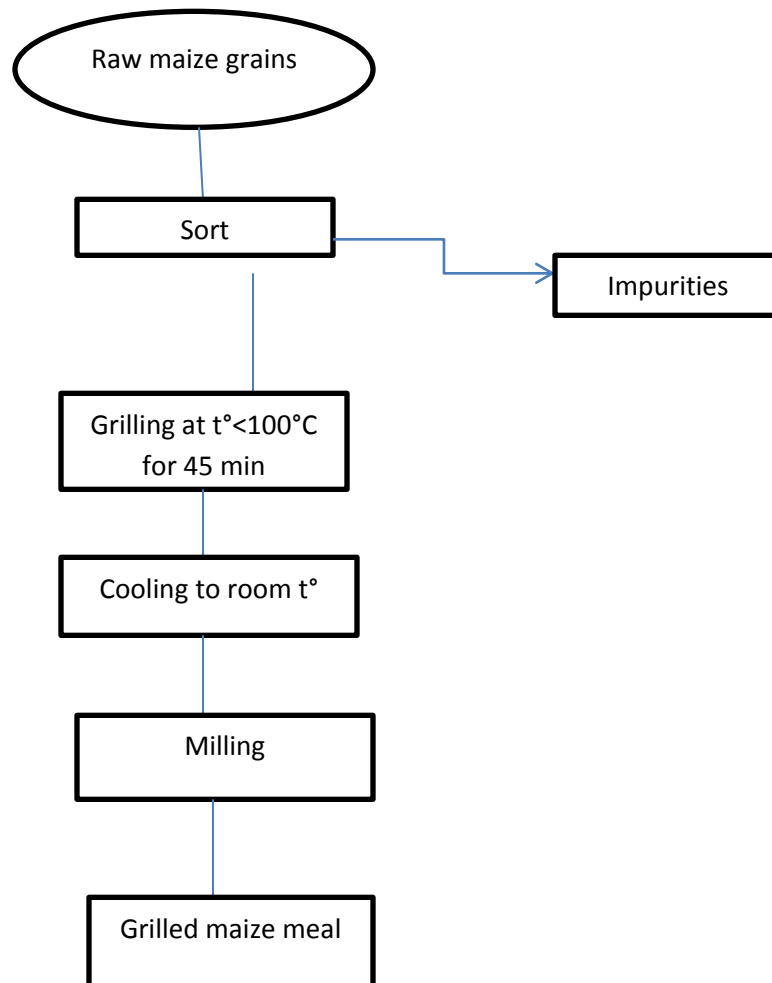 Raw maize grains
Sort
Impurities
Grilling at t°<100°C
for 45 min
Cooling to room t°
Milling
Grilled maize meal